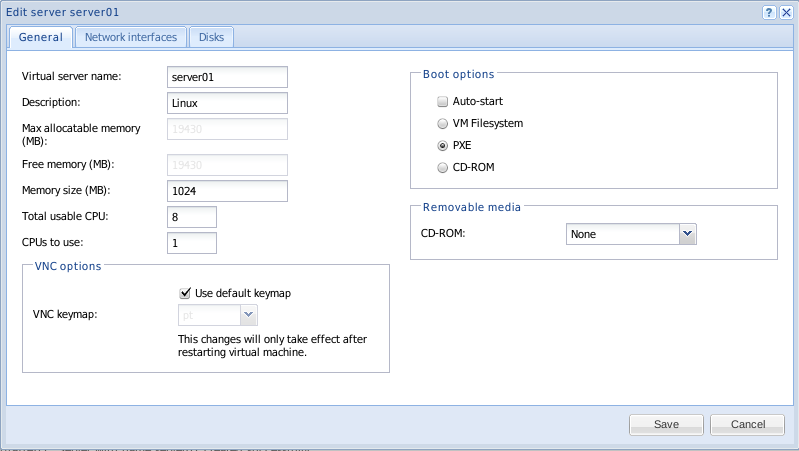 Edit server server01
General Network interfaces Disks
Virtual server name: server01
Description: Linux
Max allocatable memory
(MB): 19430
Free memory (MB): 19430
Memory size (MB): 1024
Total usable CPU: 8
CPUs to use: 1
VNC options
Use default keymap
VNC keymap: pt
This changes will only take effect after
restarting virtual machine.
Boot options
Auto-start
VM Filesystem
PXE
CD-ROM
Removable media
CD-ROM: None
Save Cancel